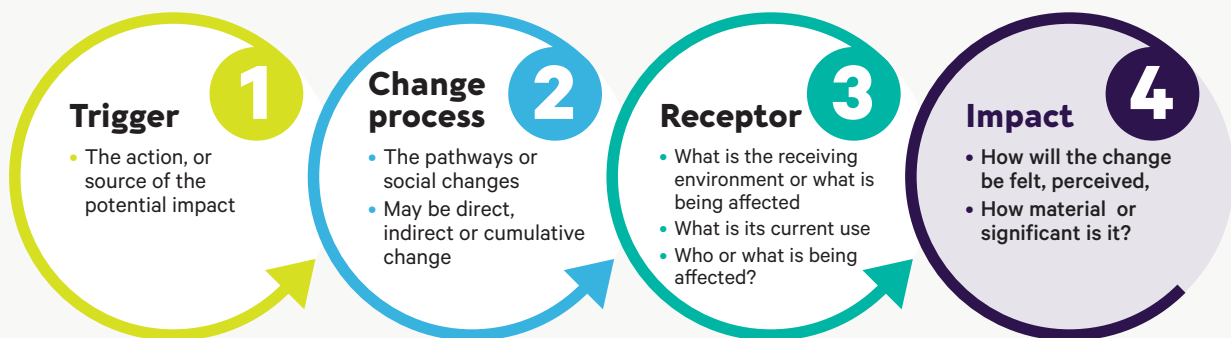 1
Trigger
• The action, or
source of the
potential impact
2
Change
process
• The pathways or
social changes
• May be direct,
indirect or cumulative
change
3
Receptor
• What is the receiving
environment or what is
being affected
• What is its current use
• Who or what is being
affected?
4
Impact
• How will the change
be felt, perceived,
• How material or
significant is it?